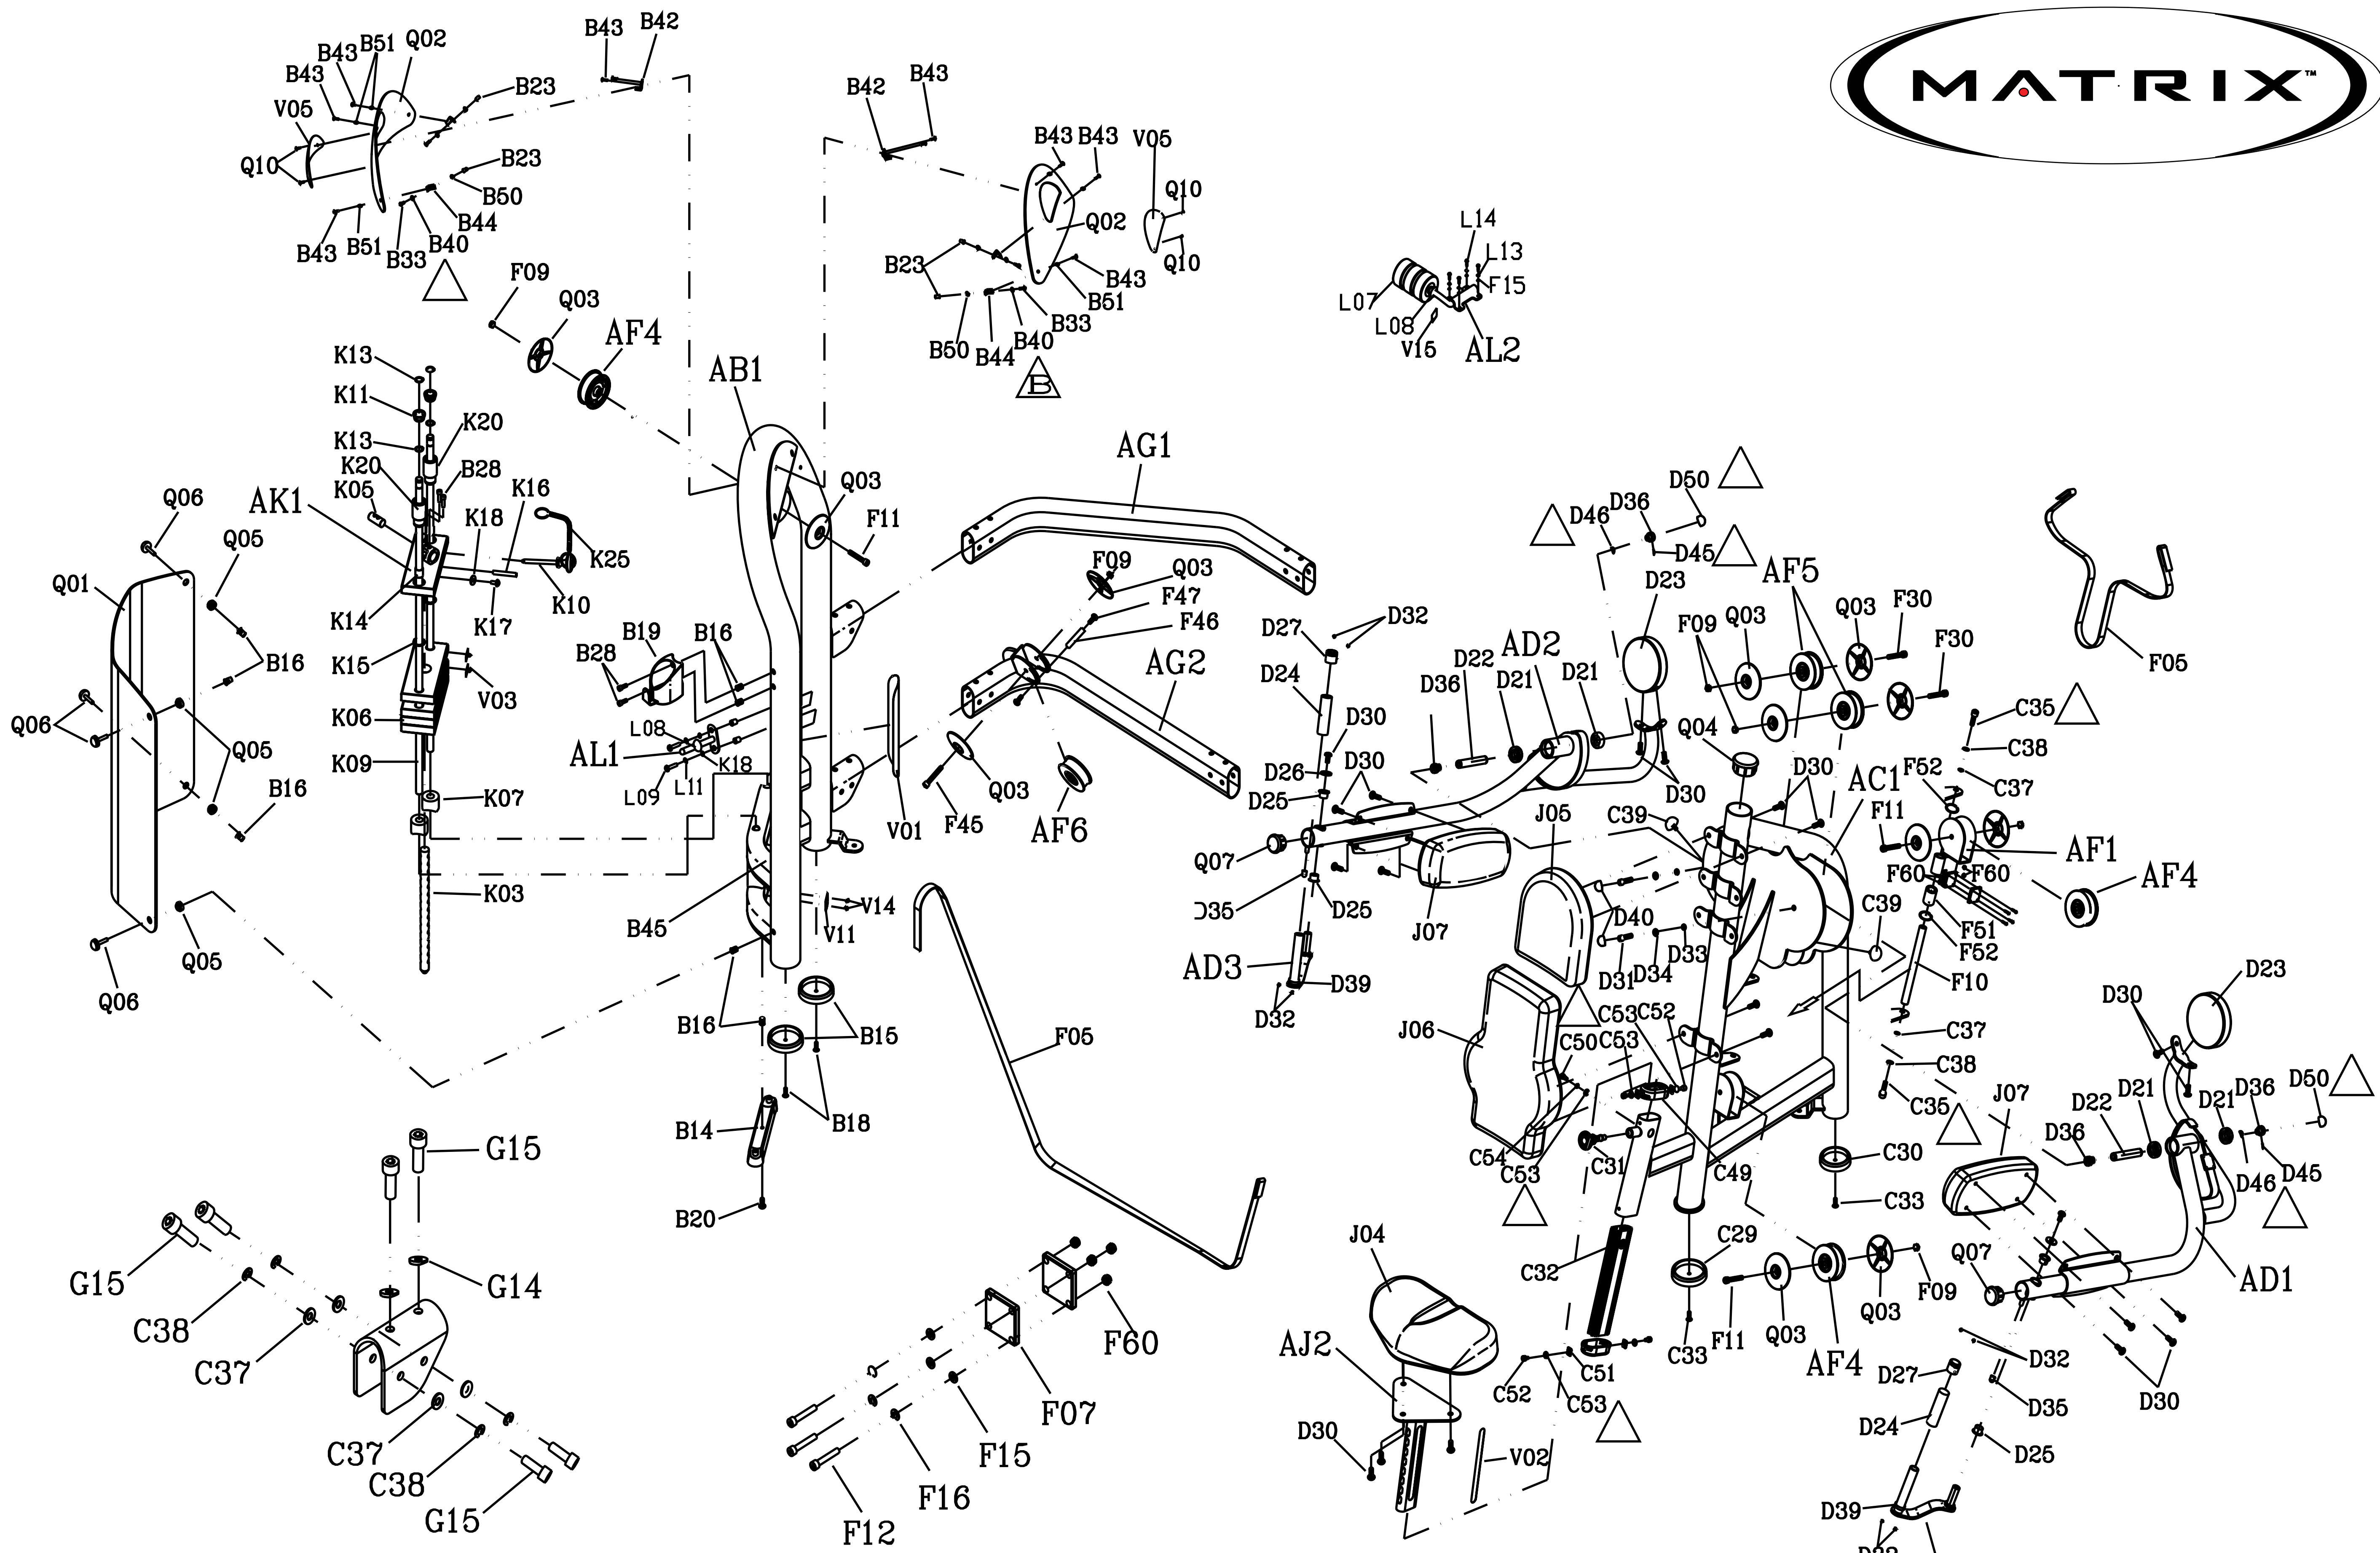 MATRIX™
B43
B42
B43
B51
Q02
B43
V05
B23
Q10
B23
B50
B44
B43
B51
B33
B40
B42
B43
B43
B43
V05
Q10
Q02
Q10
B23
B43
B51
B33
B50
B44
B40
B
L14
L13
L07
F15
L08
V15
AL2
F09
Q03
AF4
AB1
K13
K11
K13
K20
K20
B28
K05
AK1
K16
K18
K25
K10
K14
K17
K15
V03
K06
K09
K07
K03
Q06
Q05
Q01
B16
Q06
Q05
B16
Q05
Q06
Q03
F11
AG1
F09
Q03
F47
F46
AG2
B19
B16
B28
L08
AL1
K18
L09
L11
V01
F45
Q03
AF6
B45
V14
V11
B16
B15
B18
B14
B20
F05
D50
D36
D46
D45
D23
AF5
Q03
Q03
F30
F09
F30
F05
D32
D27
AD2
D22
D24
D36
D21
D21
D30
Q04
D26
D30
D25
D30
D30
AC1
C35
C38
C37
F52
J05
C39
F11
Q07
AF1
F60
F60
AF4
D35
D25
J07
D40
C39
F51
F52
AD3
D39
D31
D34
D33
F10
D32
J06
C53
C52
C50
C53
D23
D30
C37
C38
C35
J07
D21
D36
D50
D22
D21
D36
D45
D46
C54
C53
C31
C49
C30
C33
J04
C32
C29
Q07
AD1
C33
F11
Q03
AF4
Q03
F09
AJ2
C52
C53
C51
D32
D27
D35
D30
D24
D25
D30
V02
D39
G15
G15
G14
C38
C37
C37
C38
G15
F60
F07
F15
F16
F12